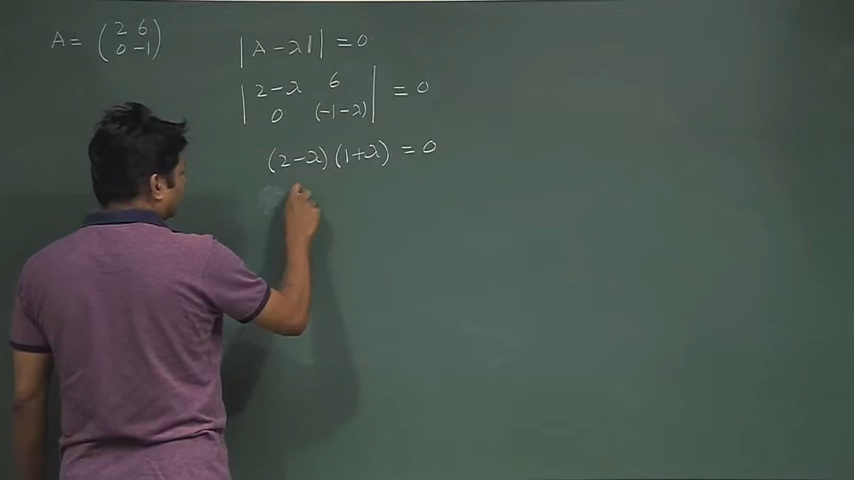 A = ( 2 6
0 -1 )
|A - λI| = 0
| 2-λ 6
0 (-1-λ) | = 0
(2-λ)(1+λ) = 0